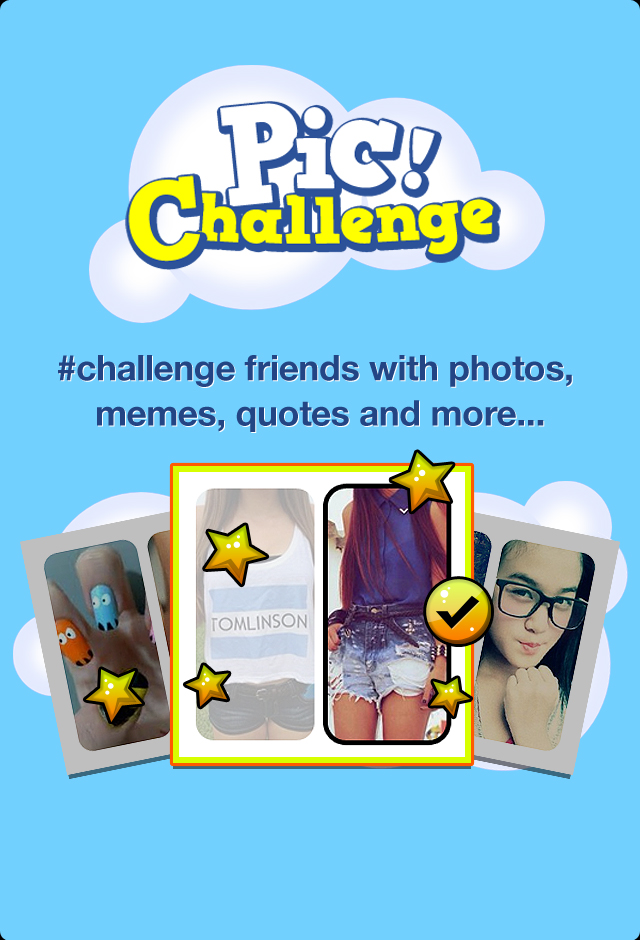 Pic!
Challenge
#challenge friends with photos,
memes, quotes and more...
TOMLINSON